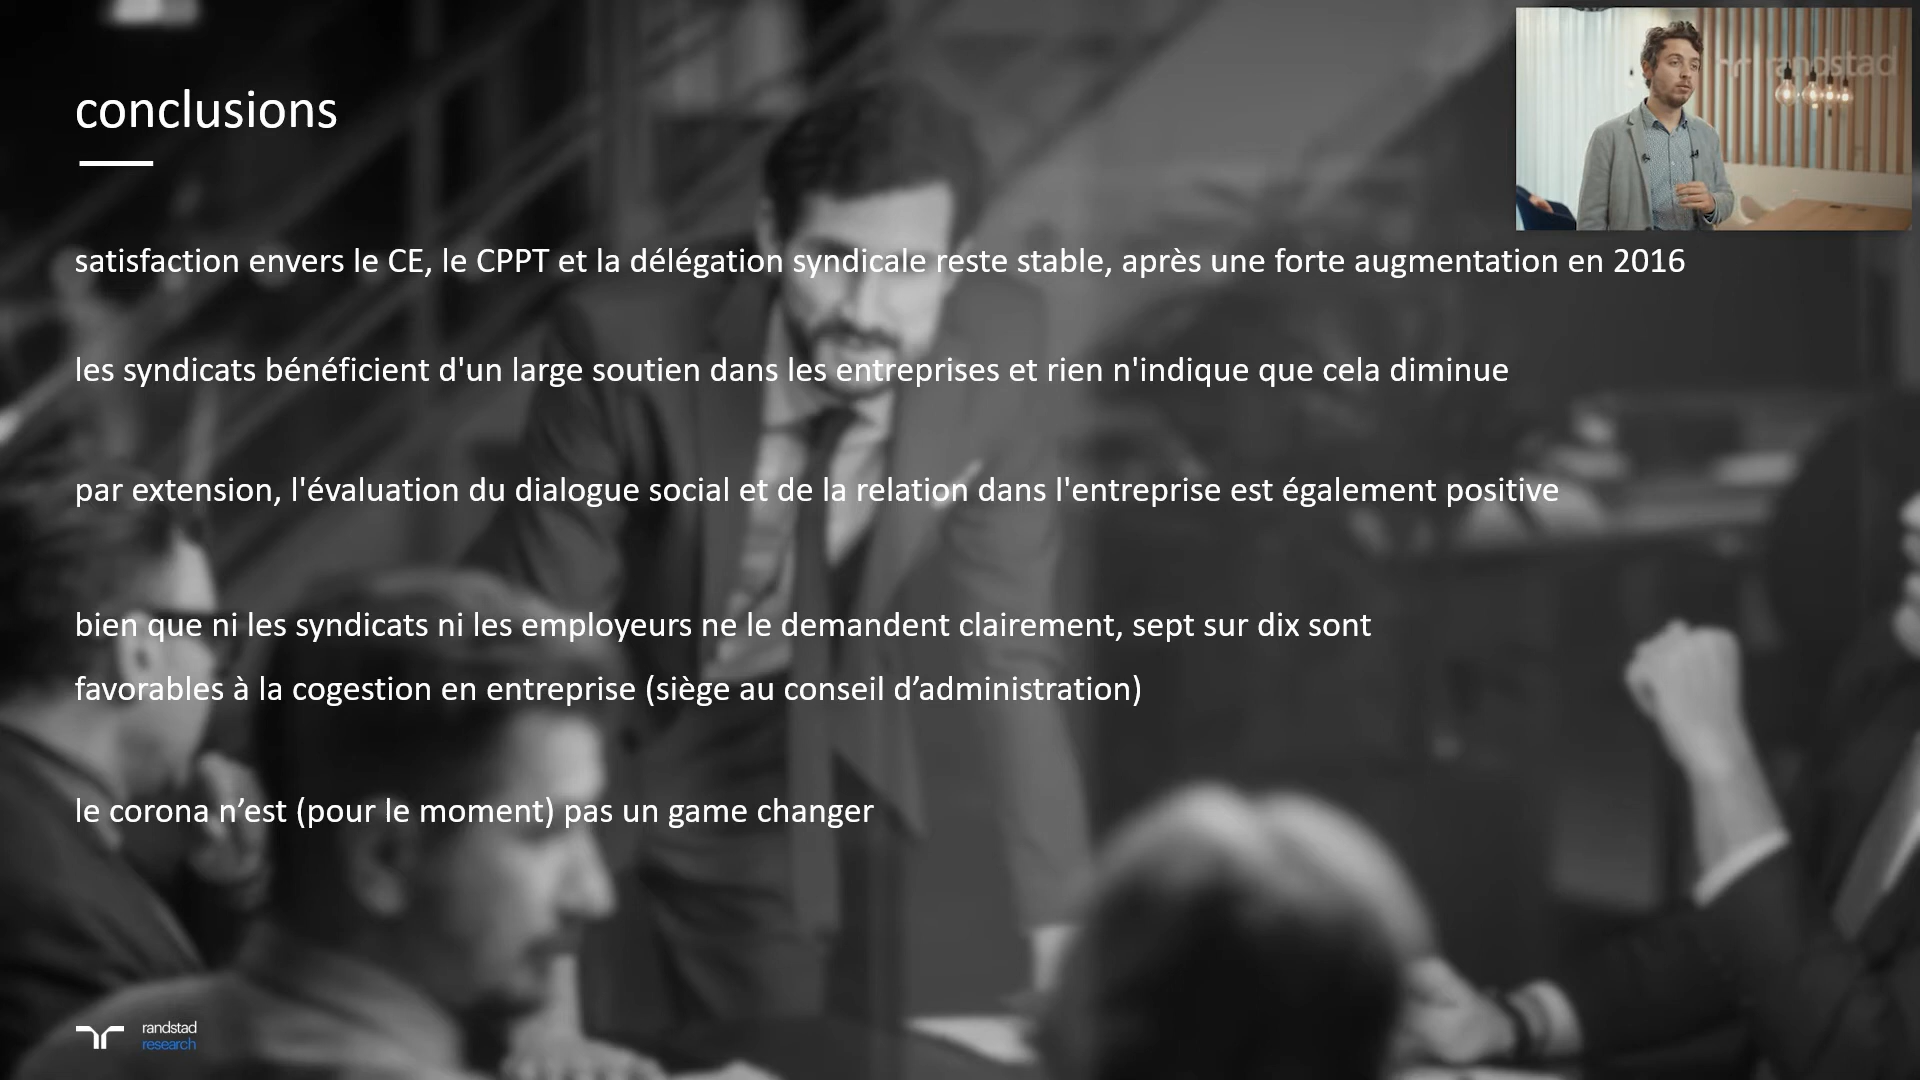 conclusions
randstad
satisfaction envers le CE, le CPPT et la délégation syndicale reste stable, après une forte augmentation en 2016
les syndicats bénéficient d'un large soutien dans les entreprises et rien n'indique que cela diminue
par extension, l'évaluation du dialogue social et de la relation dans l'entreprise est également positive
bien que ni les syndicats ni les employeurs ne le demandent clairement, sept sur dix sont
favorables à la cogestion en entreprise (siège au conseil d’administration)
le corona n’est (pour le moment) pas un game changer
randstad
research